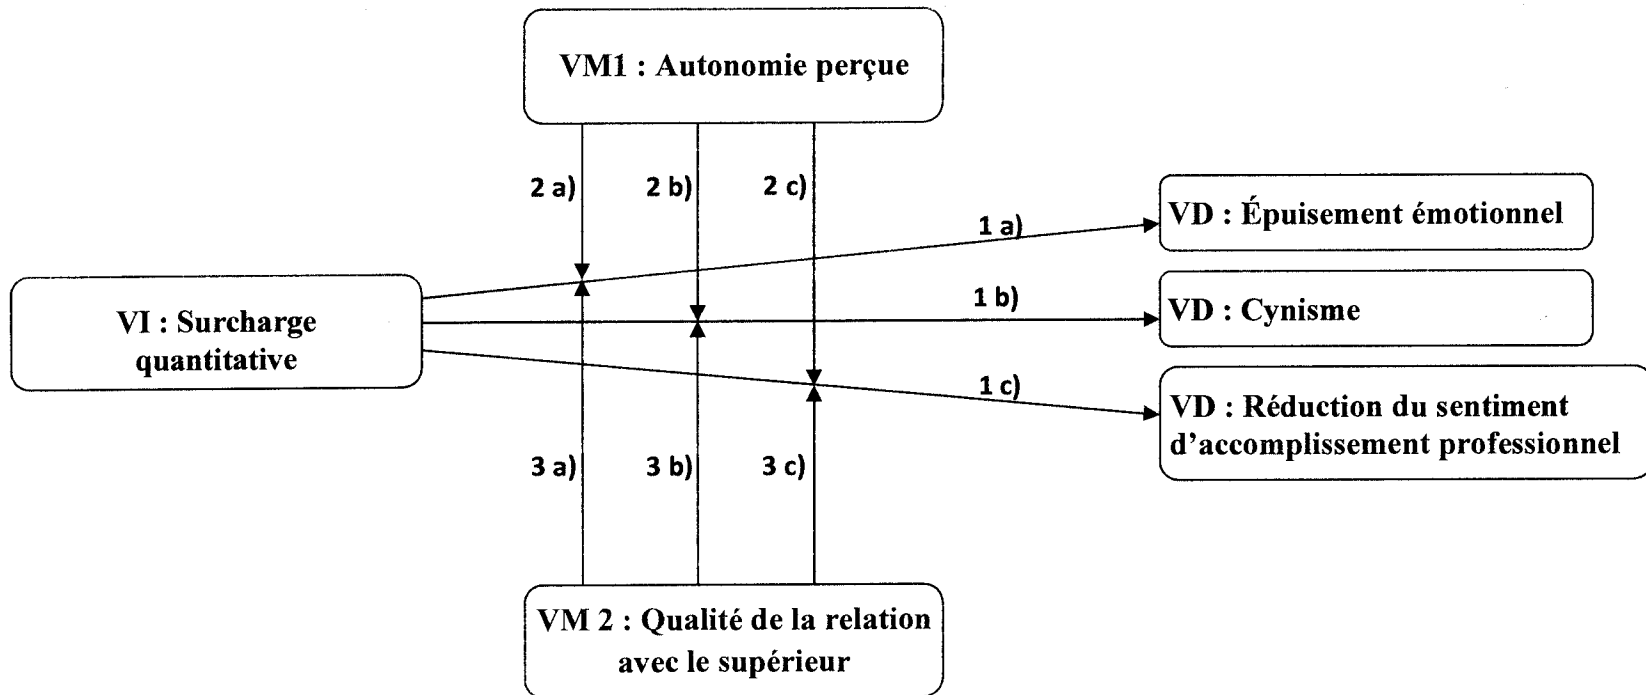 VM1 : Autonomie perçue
2 a)
2 b)
2 c)
1 a)
VD : Épuisement émotionnel
VI : Surcharge
quantitative
1 b)
VD : Cynisme
1 c)
VD : Réduction du sentiment
d’accomplissement professionnel
3 a)
3 b)
3 c)
VM 2 : Qualité de la relation
avec le supérieur